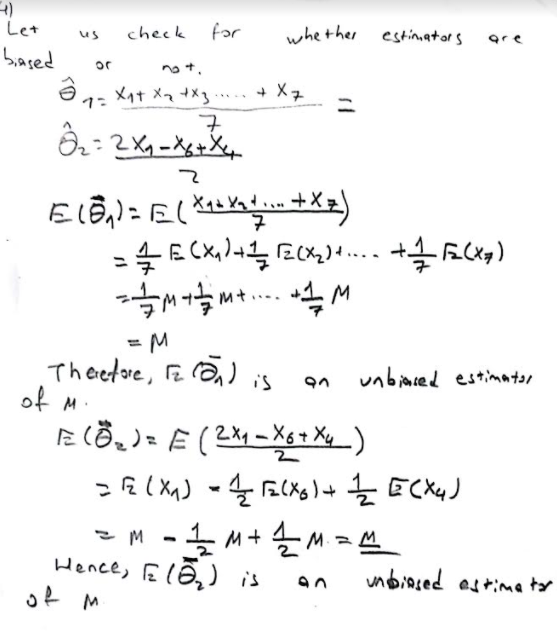 4)
Let us check for whether estimators are
biased or not.
θ̂1 = X1+X2+X3......+X7 / 7 =
θ̂2 = 2X1-X6+X4 / 2
E(θ̂1) = E(X1+X2+....+X7 / 7)
= 1/7 E(X1)+1/7 E(X2)+.... +1/7 E(X7)
= 1/7 M+1/7 M+.... +1/7 M
= M
Therefore, E(θ̂1) is an unbiased estimator
of M.
E(θ̂2) = E(2X1-X6+X4 / 2)
= E(X1) - 1/2 E(X6) + 1/2 E(X4)
= M - 1/2 M + 1/2 M = M
Hence, E(θ̂2) is an unbiased estimator
of M